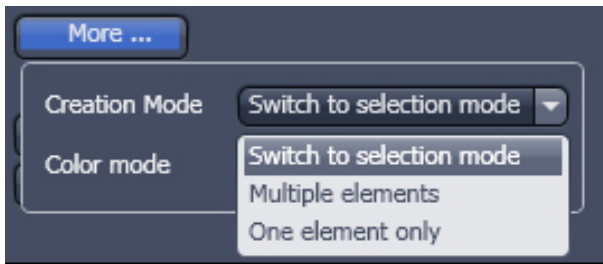 More ...
Creation Mode Switch to selection mode
Color mode
Switch to selection mode
Multiple elements
One element only